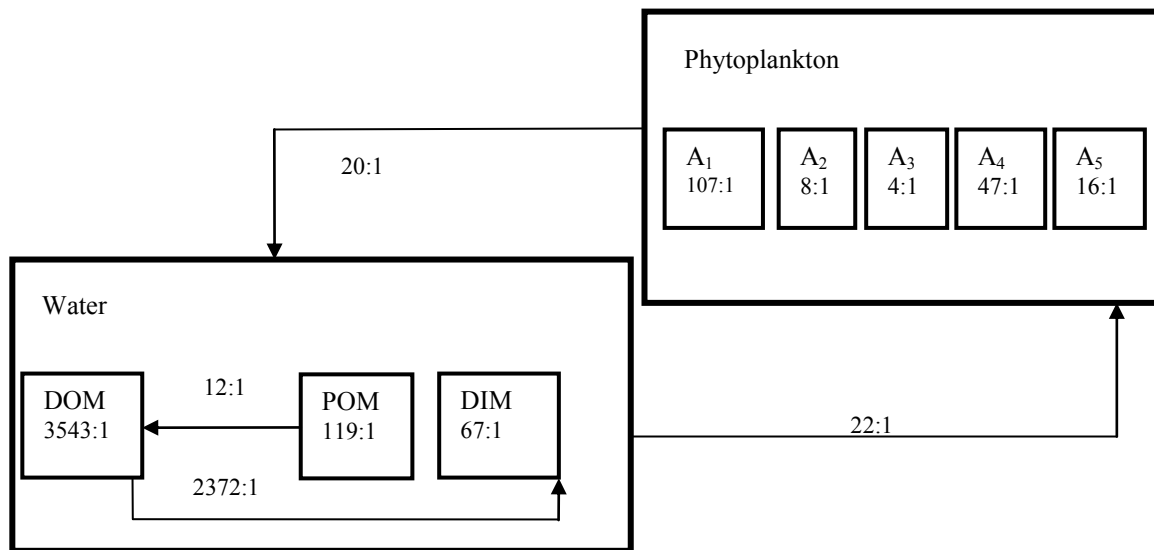 Phytoplankton
A1
107:1
A2
8:1
A3
4:1
A4
47:1
A5
16:1
20:1
Water
DOM
3543:1
12:1
POM
119:1
DIM
67:1
22:1
2372:1